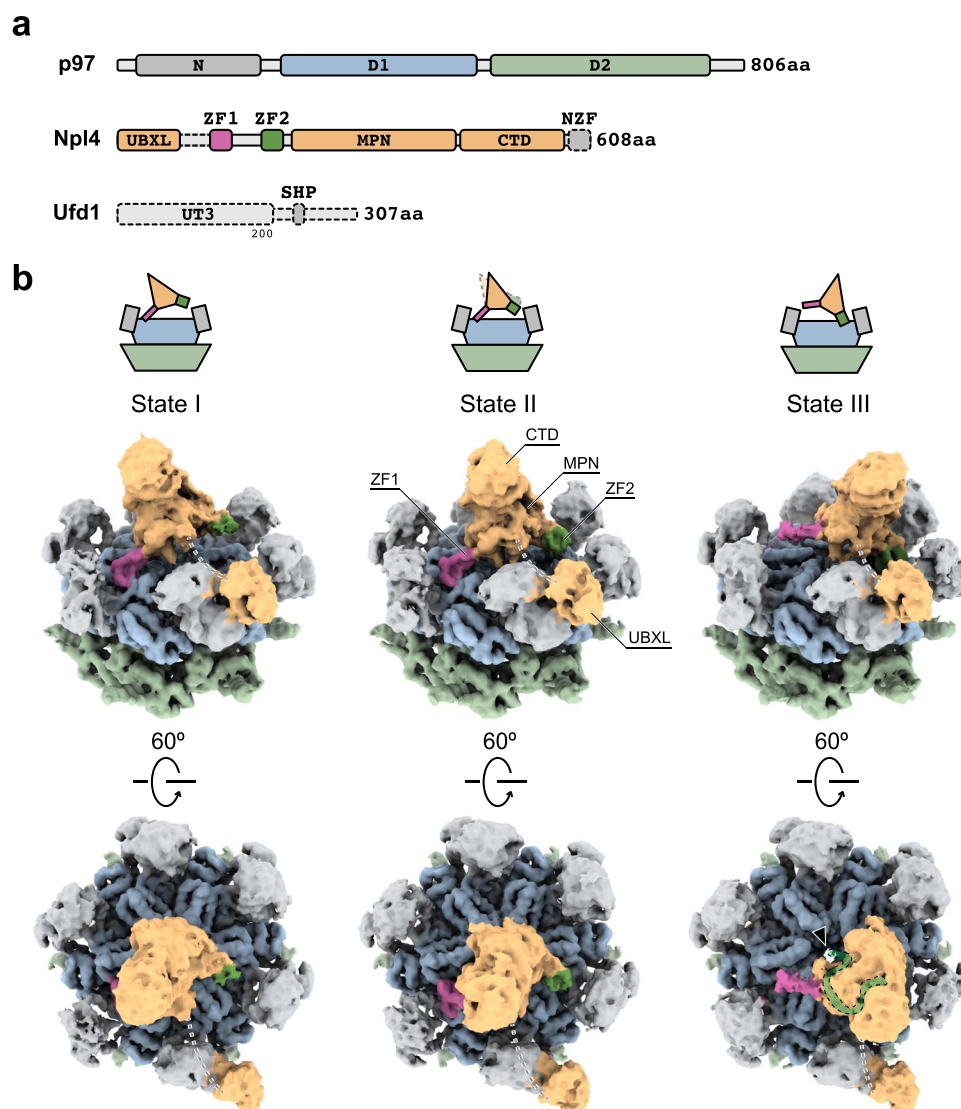 a
p97 N D1 D2 806aa
ZF1 ZF2 NZF
Npl4 UBXL MPN CTD 608aa
SHP
Ufd1 UT3 307aa
200
b
State I State II State III
CTD
MPN
ZF1 ZF2
UBXL
60º 60º 60º